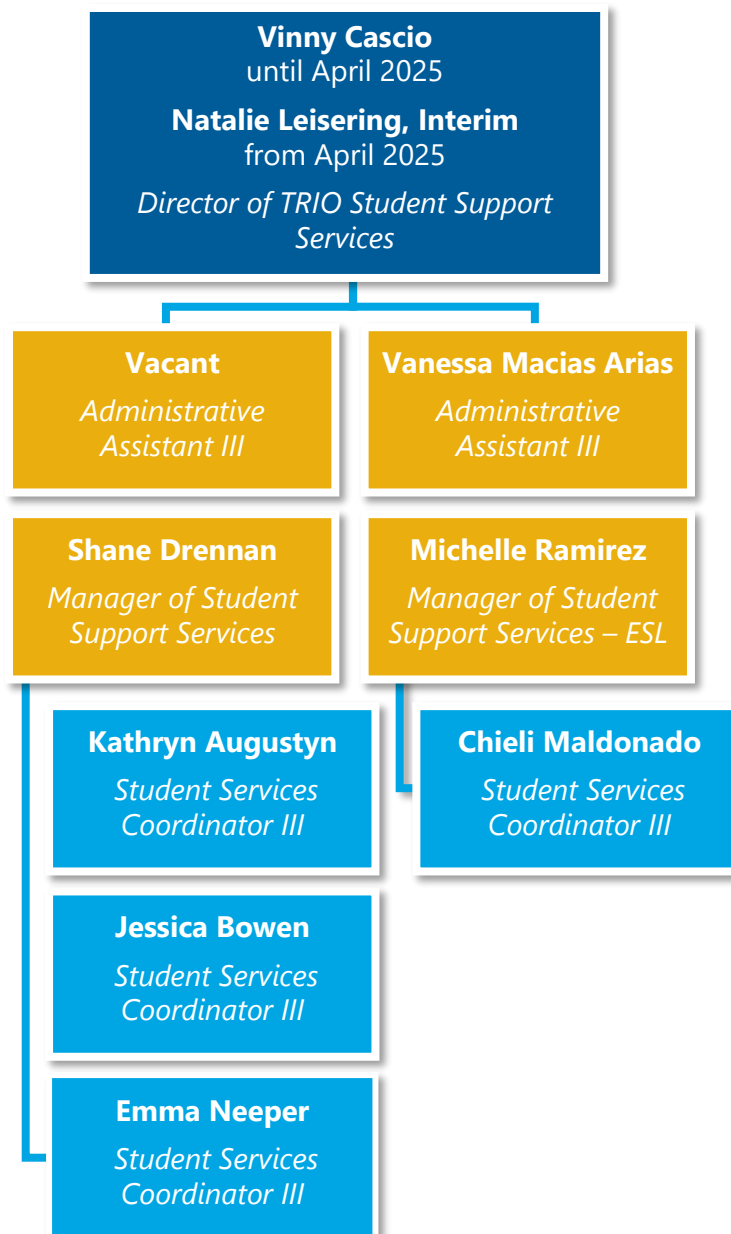 Vinny Cascio
until April 2025
Natalie Leisering, Interim
from April 2025
Director of TRIO Student Support
Services
Vacant
Administrative
Assistant III
Vanessa Macias Arias
Administrative
Assistant III
Shane Drennan
Manager of Student
Support Services
Michelle Ramirez
Manager of Student
Support Services – ESL
Kathryn Augustyn
Student Services
Coordinator III
Chieli Maldonado
Student Services
Coordinator III
Jessica Bowen
Student Services
Coordinator III
Emma Neeper
Student Services
Coordinator III